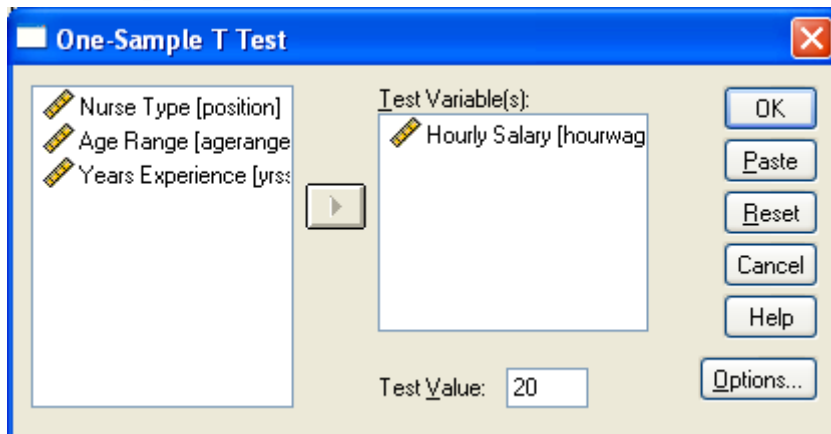 One-Sample T Test
Nurse Type [position]
Age Range [agerange
Years Experience [yrs
Test Variable(s):
Hourly Salary [hourwag
OK
Paste
Reset
Cancel
Help
Options...
Test Value: 20